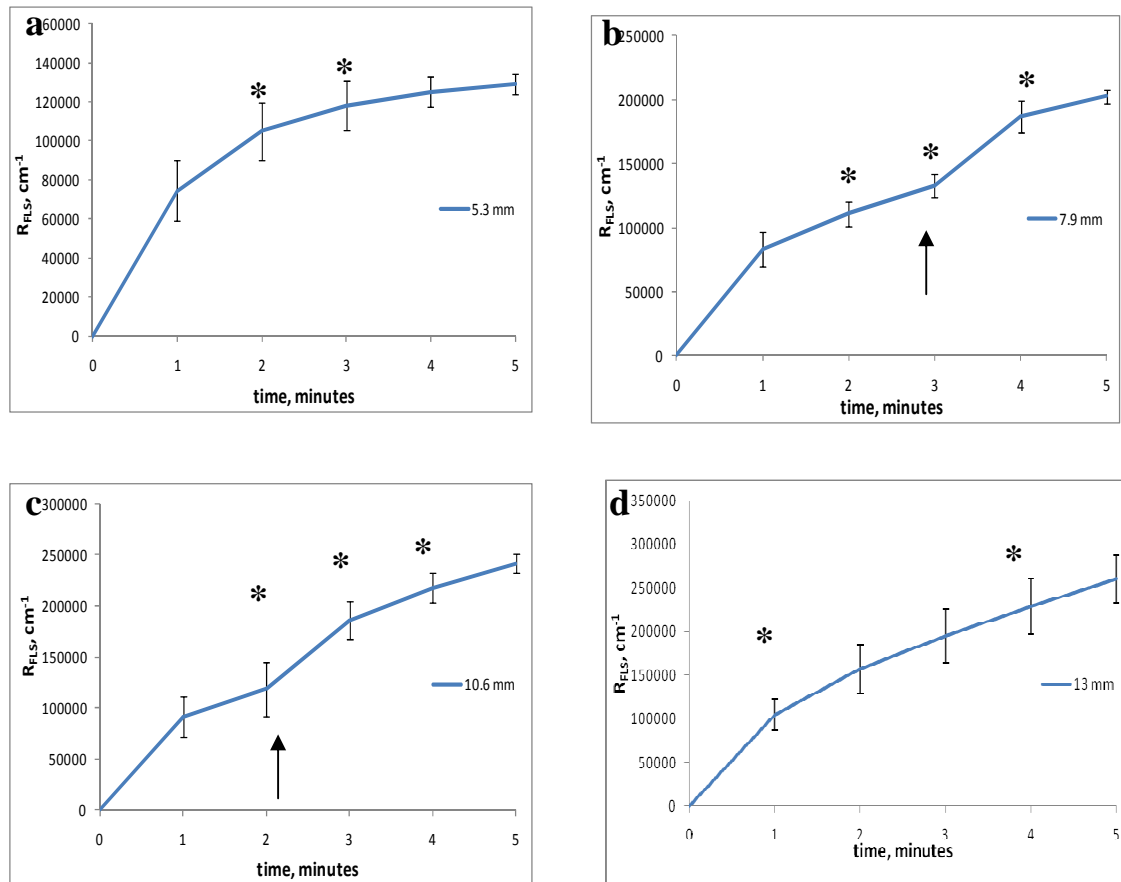 a
160000
140000
120000
100000
80000
60000
40000
20000
0
R_FLS, cm^-1
*
*
5.3 mm
0 1 2 3 4 5
time, minutes
b
250000
200000
150000
100000
50000
0
R_FLS, cm^-1
*
*
*
7.9 mm
0 1 2 3 4 5
time, minutes
c
300000
250000
200000
150000
100000
50000
0
R_FLS, cm^-1
*
*
*
10.6 mm
0 1 2 3 4 5
time, minutes
d
350000
300000
250000
200000
150000
100000
50000
0
R_FLS, cm^-1
*
*
13 mm
0 1 2 3 4 5
time, minutes